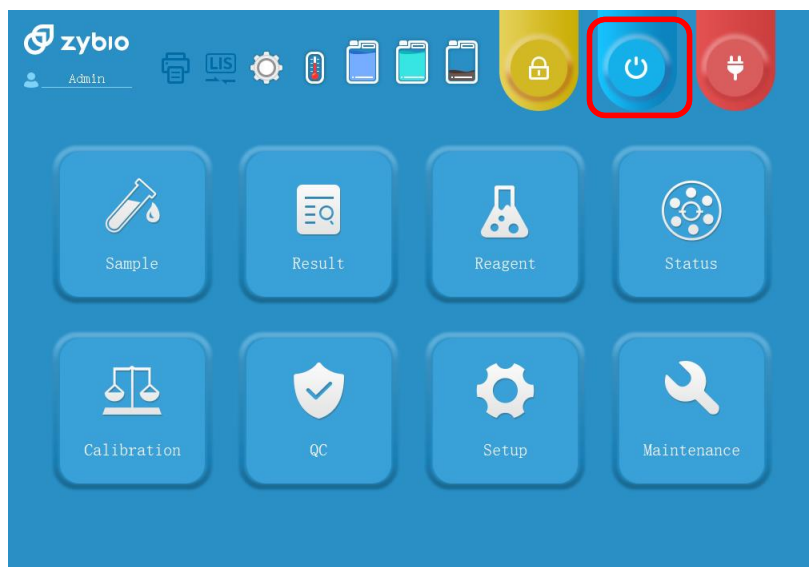 zybio
Admin
LIS
Sample
Result
Reagent
Status
Calibration
QC
Setup
Maintenance